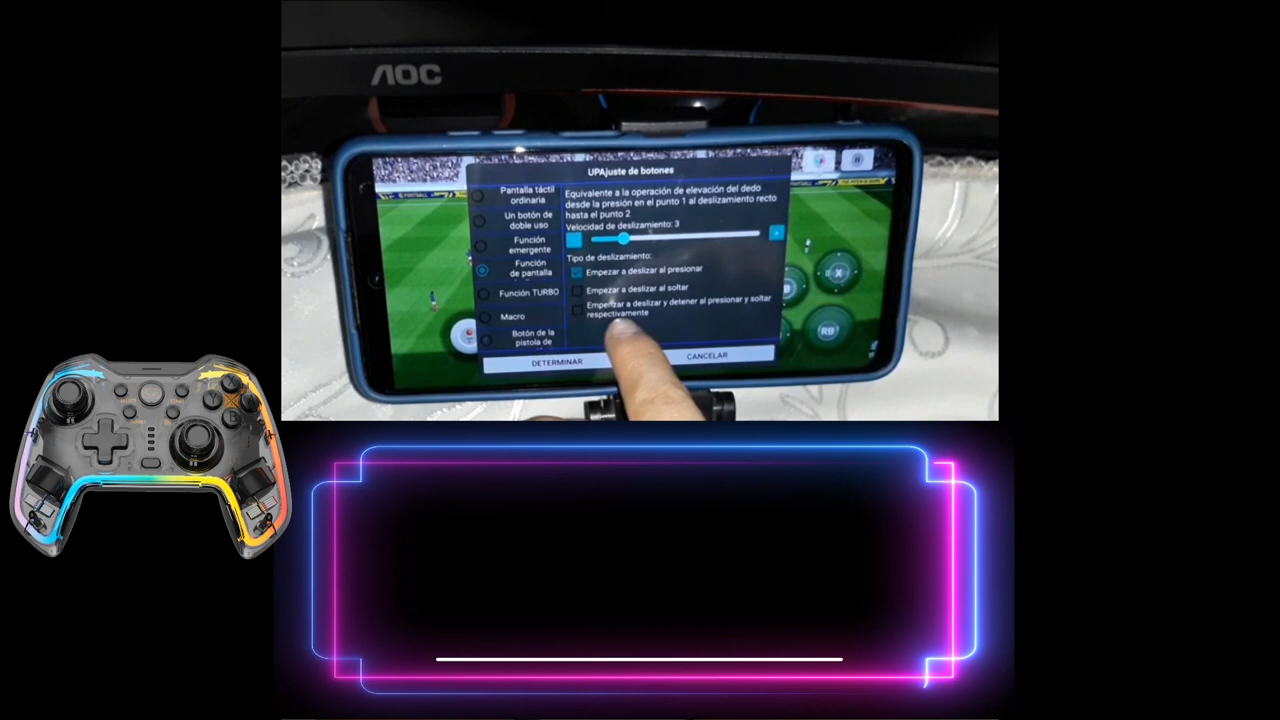 AOC
UPAjuste de botones
Pantalla táctil
ordinaria
Un botón de
doble uso
Función
emergente
Función
de pantalla
Función TURBO
Macro
Botón de la
pistola de
Equivalente a la operación de elevación del dedo
desde la presión en el punto 1 al deslizamiento recto
hasta el punto 2
Velocidad de deslizamiento: 3
Tipo de deslizamiento:
Empezar a deslizar al presionar
Empezar a deslizar al soltar
Empezar a deslizar y detener al presionar y soltar
respectivamente
DETERMINAR
CANCELAR
X
B
RB
Y
X
B